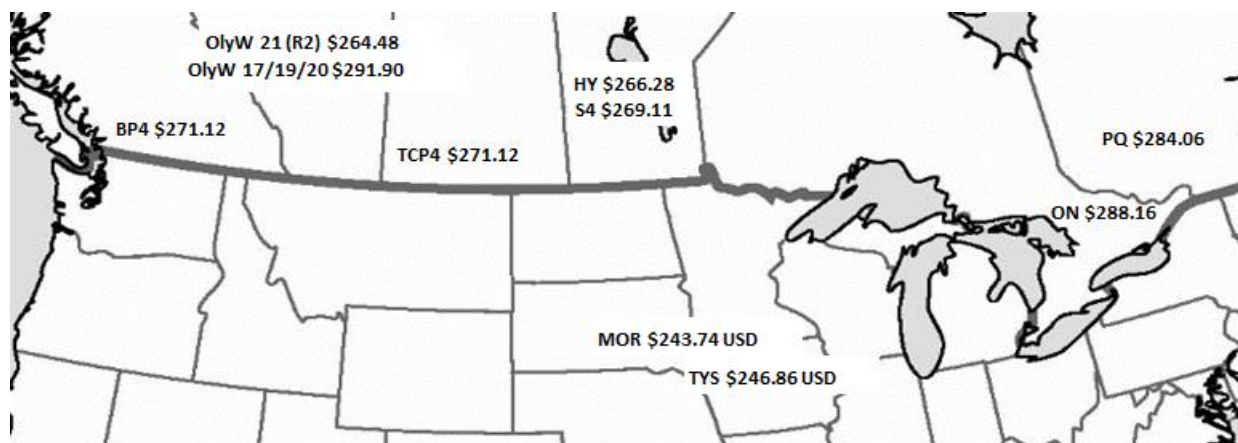 OlyW 21 (R2) $264.48
OlyW 17/19/20 $291.90
HY $266.28
S4 $269.11
BP4 $271.12
TCP4 $271.12
PQ $284.06
ON $288.16
MOR $243.74 USD
TYS $246.86 USD